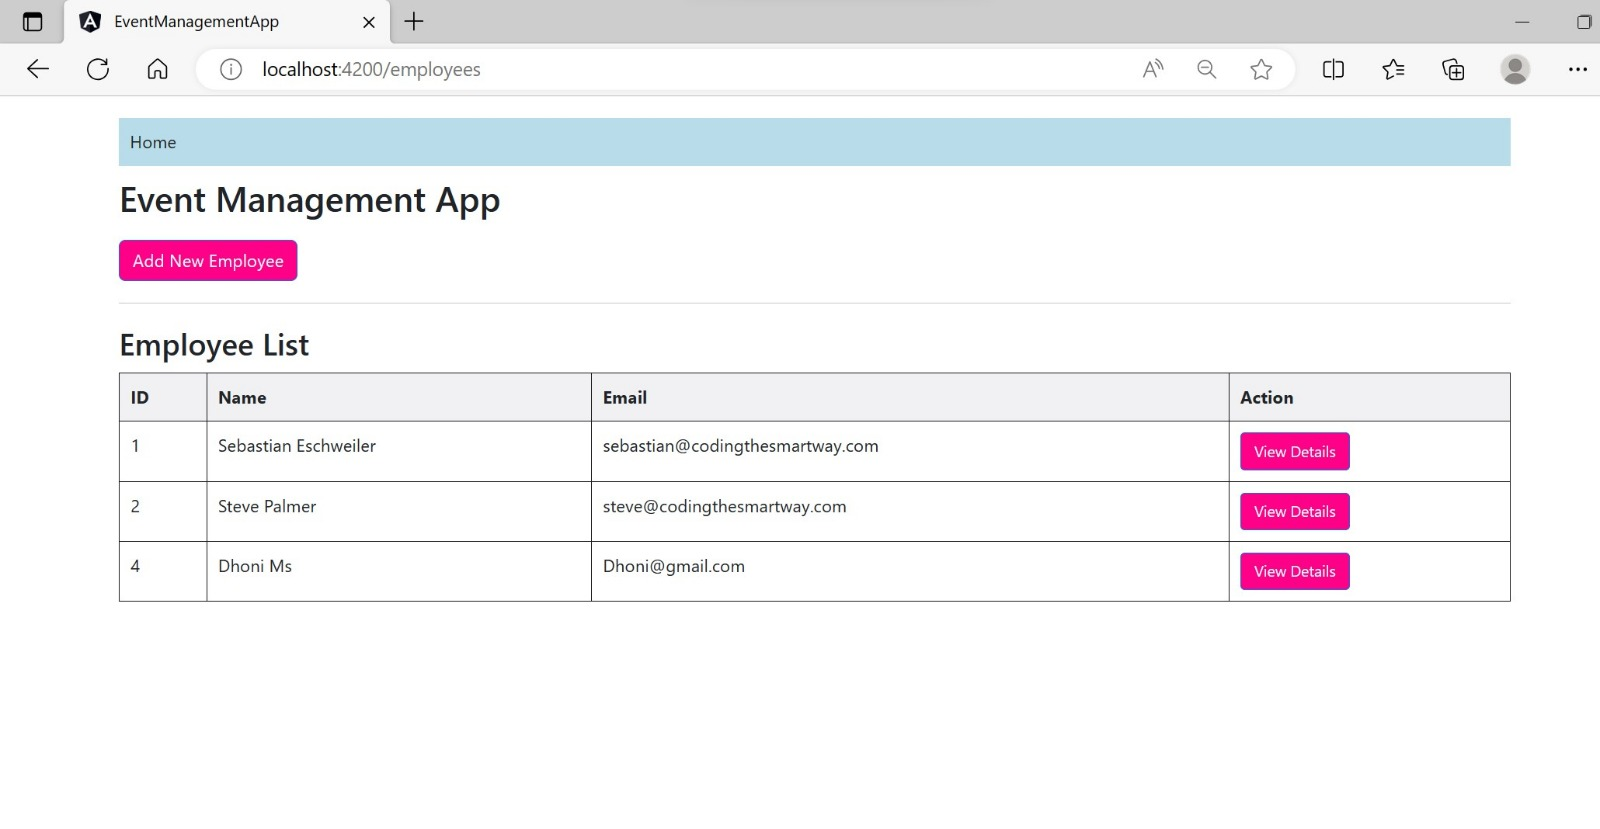 EventManagementApp
localhost:4200/employees
Home
Event Management App
Add New Employee
Employee List
ID Name Email Action
1 Sebastian Eschweiler sebastian@codingthesmartway.com View Details
2 Steve Palmer steve@codingthesmartway.com View Details
4 Dhoni Ms Dhoni@gmail.com View Details